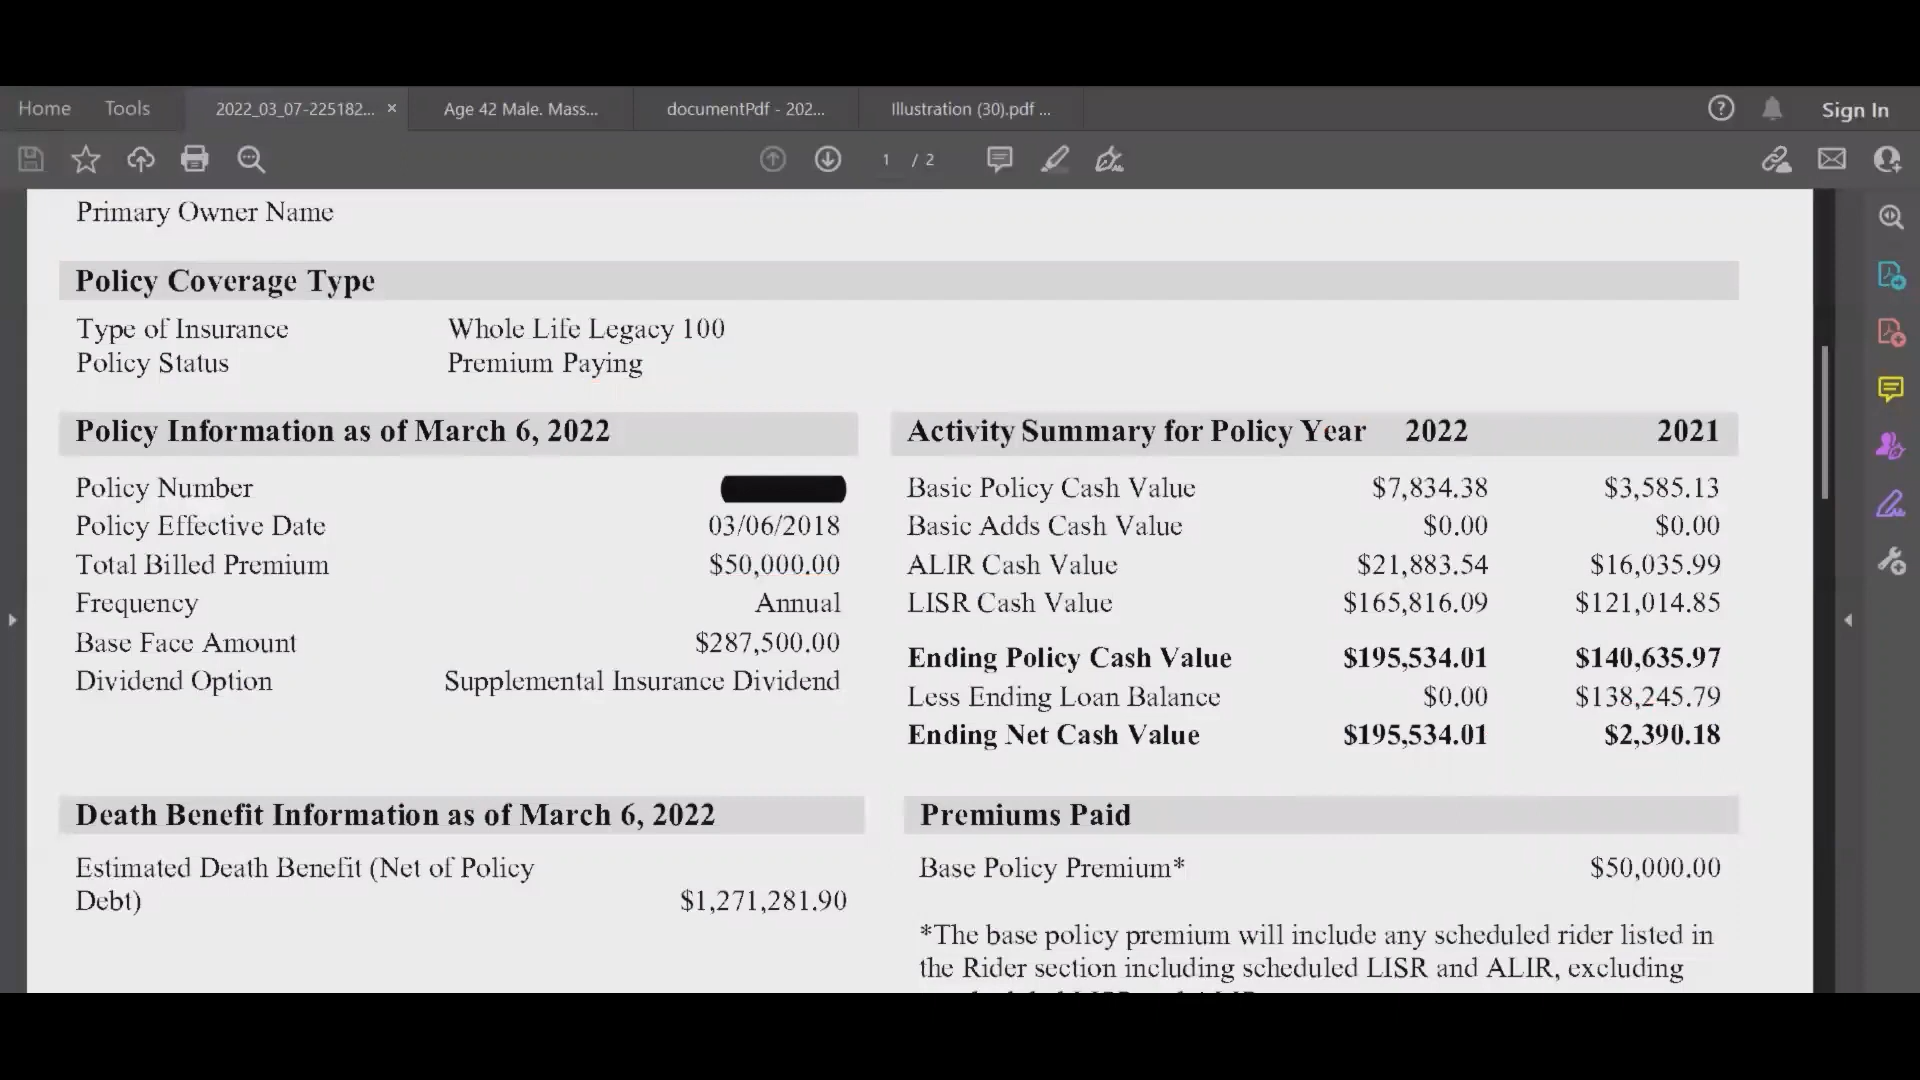 Home Tools 2022_03_07-225182... × Age 42 Male. Mass... documentPdf - 202... Illustration (30).pdf ... Sign In
1 / 2
Primary Owner Name
Policy Coverage Type
Type of Insurance Whole Life Legacy 100
Policy Status Premium Paying
Policy Information as of March 6, 2022
Policy Number
Policy Effective Date 03/06/2018
Total Billed Premium $50,000.00
Frequency Annual
Base Face Amount $287,500.00
Dividend Option Supplemental Insurance Dividend
Activity Summary for Policy Year 2022 2021
Basic Policy Cash Value $7,834.38 $3,585.13
Basic Adds Cash Value $0.00 $0.00
ALIR Cash Value $21,883.54 $16,035.99
LISR Cash Value $165,816.09 $121,014.85
Ending Policy Cash Value $195,534.01 $140,635.97
Less Ending Loan Balance $0.00 $138,245.79
Ending Net Cash Value $195,534.01 $2,390.18
Death Benefit Information as of March 6, 2022
Estimated Death Benefit (Net of Policy
Debt) $1,271,281.90
Premiums Paid
Base Policy Premium* $50,000.00
*The base policy premium will include any scheduled rider listed in
the Rider section including scheduled LISR and ALIR, excluding